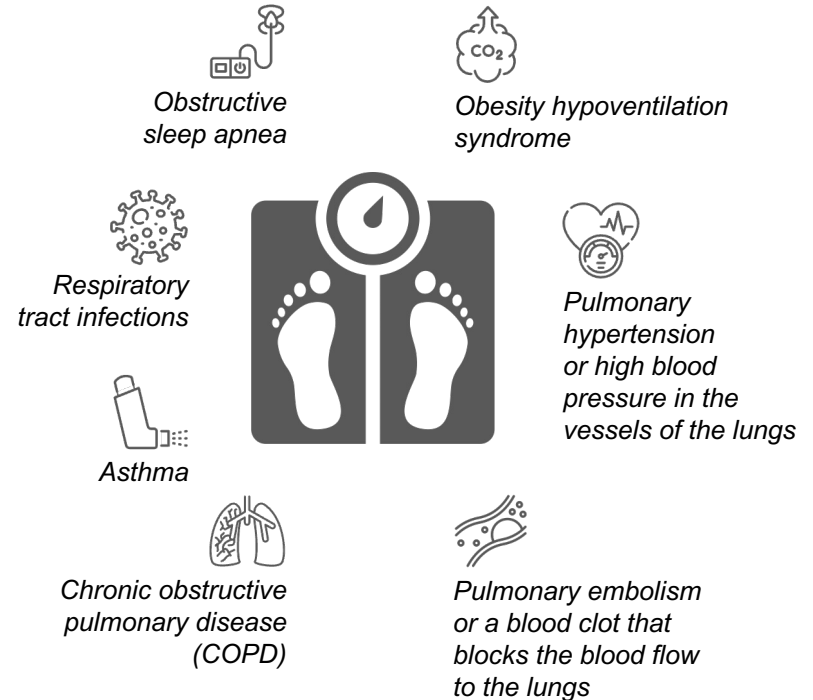 Obstructive
sleep apnea
CO₂
Obesity hypoventilation
syndrome
Respiratory
tract infections
Pulmonary
hypertension
or high blood
pressure in the
vessels of the lungs
Asthma
Chronic obstructive
pulmonary disease
(COPD)
Pulmonary embolism
or a blood clot that
blocks the blood flow
to the lungs